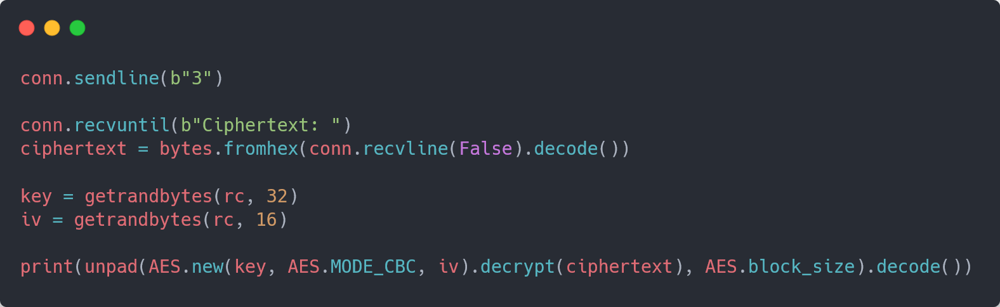 conn.sendline(b"3")
conn.recvuntil(b"Ciphertext: ")
ciphertext = bytes.fromhex(conn.recvline(False).decode())
key = getrandbytes(rc, 32)
iv = getrandbytes(rc, 16)
print(unpad(AES.new(key, AES.MODE_CBC, iv).decrypt(ciphertext), AES.block_size).decode())